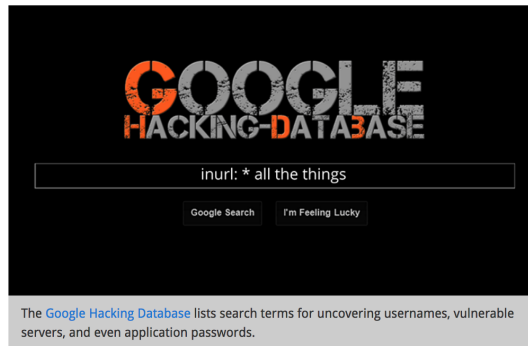 GOOGLE
HACKING-DATABASE
inurl: * all the things
Google Search
I'm Feeling Lucky
The Google Hacking Database lists search terms for uncovering usernames, vulnerable
servers, and even application passwords.